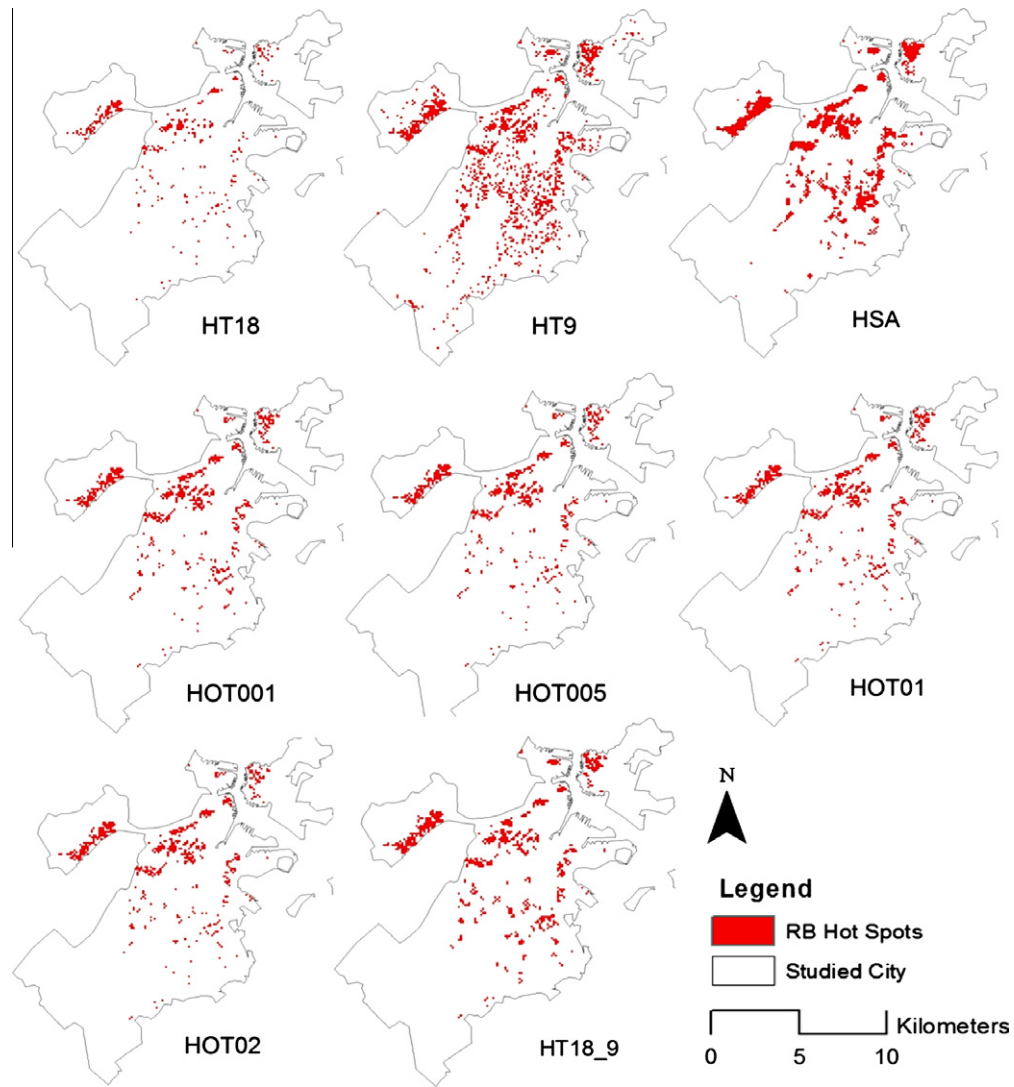 HT18
HT9
HSA
HOT001
HOT005
HOT01
HOT02
HT18_9
N
Legend
RB Hot Spots
Studied City
Kilometers
0 5 10